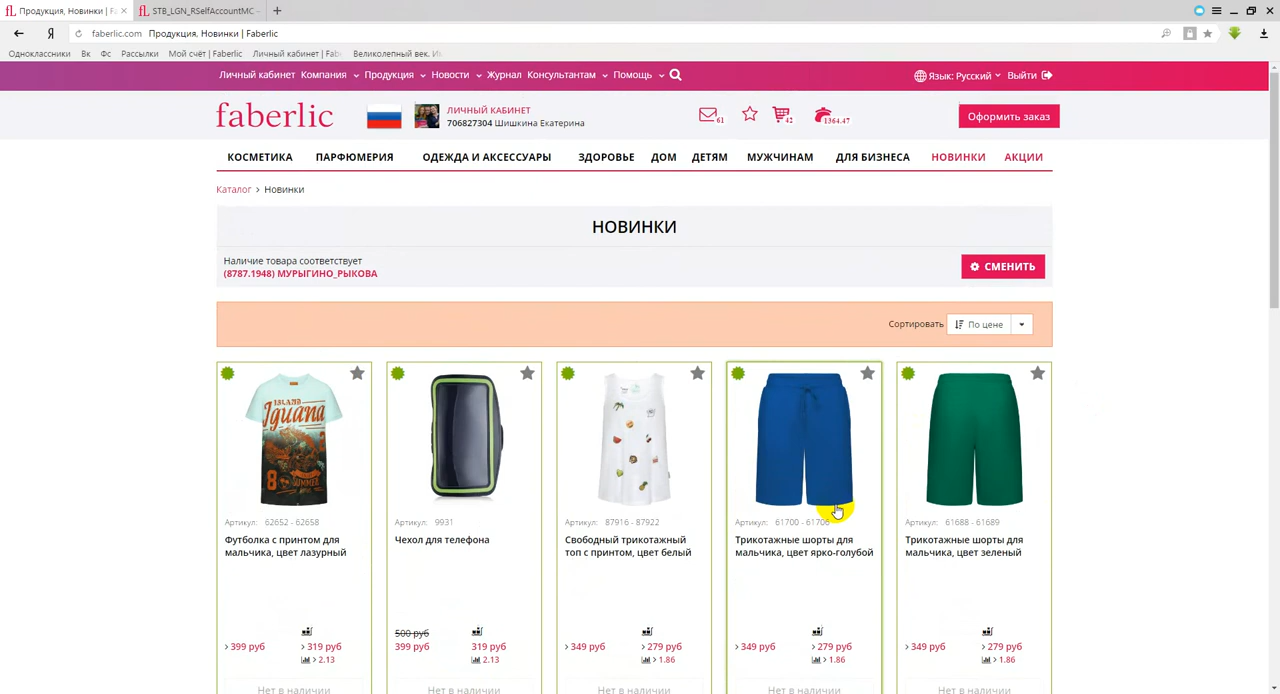 Продукция, Новинки | Fa
STB_LGN_RSelfAccountMC -
faberlic.com Продукция, Новинки | Faberlic
Одноклассники Вк Фс Рассылки Мой счёт | Faberlic Личный кабинет | Fab Великолепный век.
Личный кабинет Компания Продукция Новости Журнал Консультантам Помощь Язык: Русский Выйти
faberlic
ЛИЧНЫЙ КАБИНЕТ
706827304 Шишкина Екатерина
61 42 1364.47
Оформить заказ
КОСМЕТИКА ПАРФЮМЕРИЯ ОДЕЖДА И АКСЕССУАРЫ ЗДОРОВЬЕ ДОМ ДЕТЯМ МУЖЧИНАМ ДЛЯ БИЗНЕСА НОВИНКИ АКЦИИ
Каталог > Новинки
НОВИНКИ
Наличие товара соответствует
(8787.1948) МУРЫГИНО_РЫКОВА
СМЕНИТЬ
Сортировать По цене
ISLAND
Iguana
8
SUMMER
Артикул: 62652 - 62658
Футболка с принтом для
мальчика, цвет лазурный
> 399 руб > 319 руб
> 2.13
Нет в наличии
Артикул: 9931
Чехол для телефона
500 руб
399 руб 319 руб
2.13
Нет в наличии
Артикул: 87916 - 87922
Свободный трикотажный
топ с принтом, цвет белый
> 349 руб > 279 руб
> 1.86
Нет в наличии
Артикул: 61700 - 61706
Трикотажные шорты для
мальчика, цвет ярко-голубой
> 349 руб > 279 руб
> 1.86
Нет в наличии
Артикул: 61688 - 61689
Трикотажные шорты для
мальчика, цвет зеленый
> 349 руб > 279 руб
> 1.86
Нет в наличии